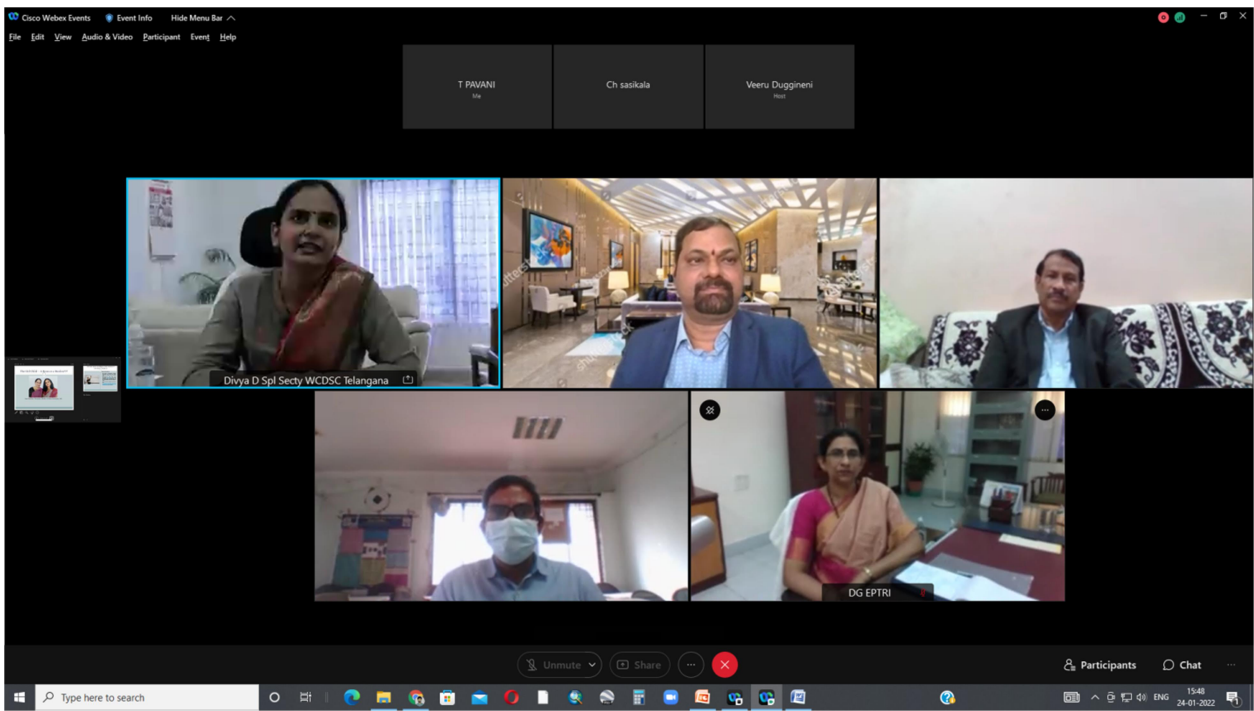 Cisco Webex Events
Event Info
Hide Menu Bar
File Edit View Audio & Video Participant Event Help
T PAVANI
Me
Ch sasikala
Veeru Duggineni
Host
Divya D Spl Secty WCDSC Telangana
DG EPTRI
Unmute
Share
Participants
Chat
Type here to search
ENG
15:48
24-01-2022